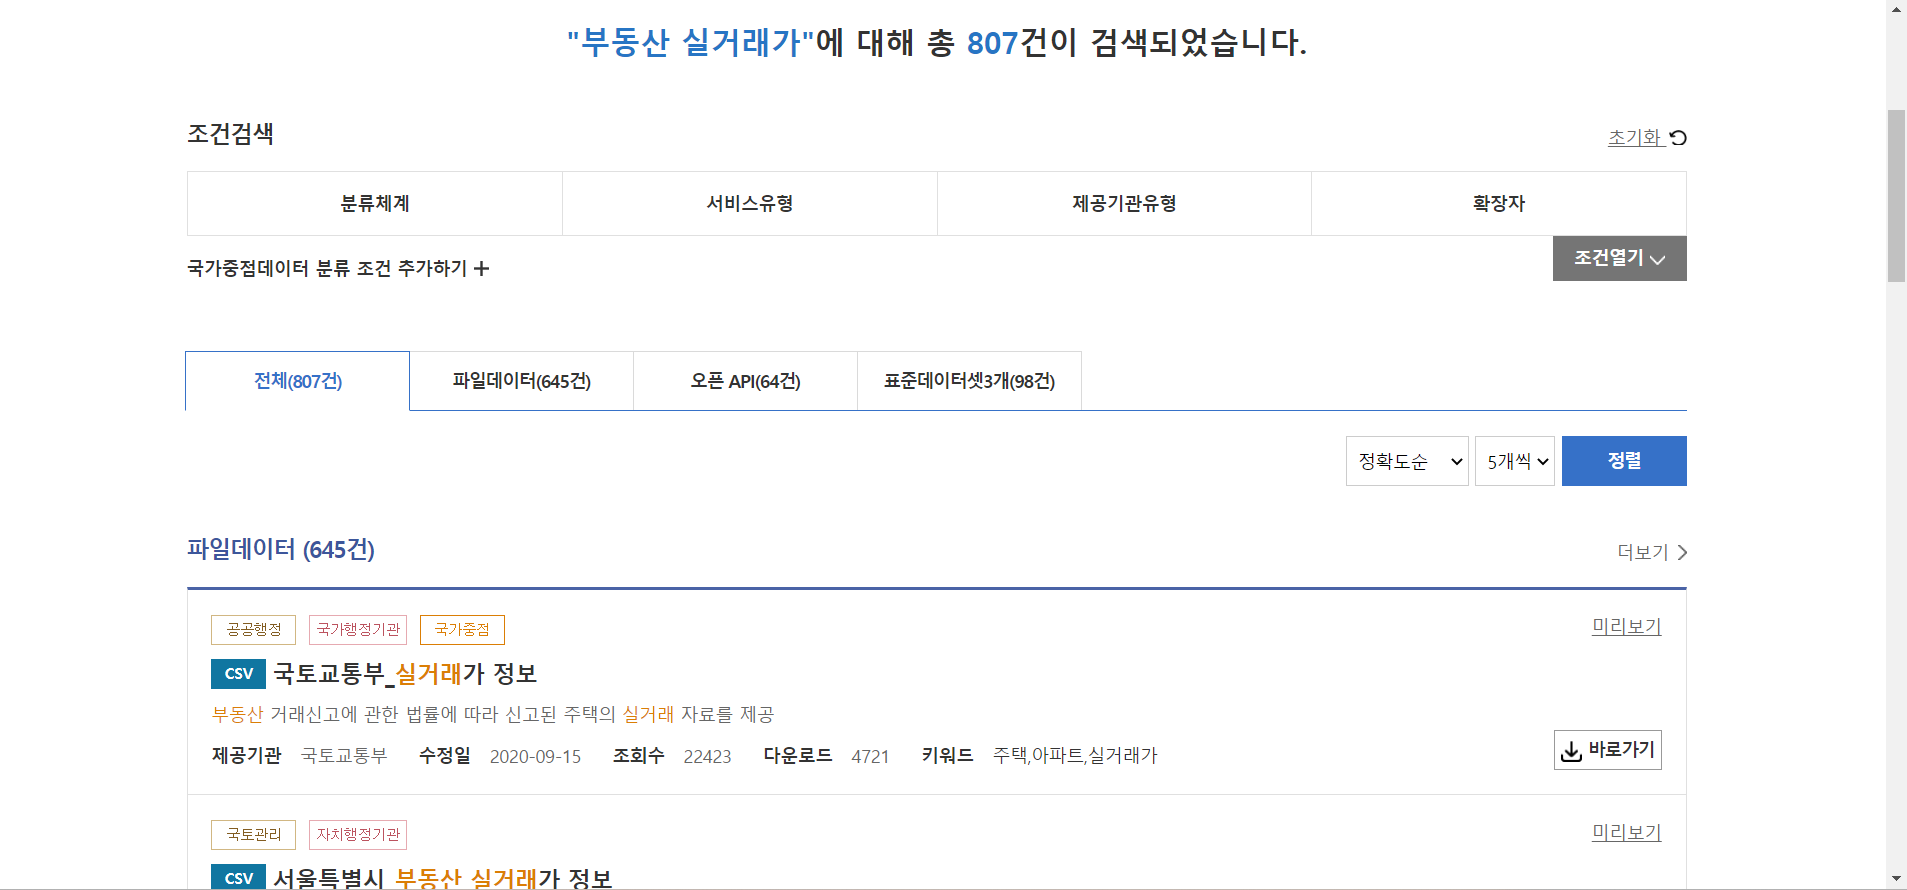 "부동산 실거래가"에 대해 총 807건이 검색되었습니다.
조건검색
초기화
분류체계 서비스유형 제공기관유형 확장자
국가중점데이터 분류 조건 추가하기 +
조건열기
전체(807건) 파일데이터(645건) 오픈 API(64건) 표준데이터셋3개(98건)
정확도순 5개씩 정렬
파일데이터 (645건)
더보기
공공행정 국가행정기관 국가중점
미리보기
CSV 국토교통부_실거래가 정보
부동산 거래신고에 관한 법률에 따라 신고된 주택의 실거래 자료를 제공
제공기관 국토교통부 수정일 2020-09-15 조회수 22423 다운로드 4721 키워드 주택,아파트,실거래가
바로가기
국토관리 자치행정기관
미리보기
CSV 서울특별시_부동산 실거래가 정보